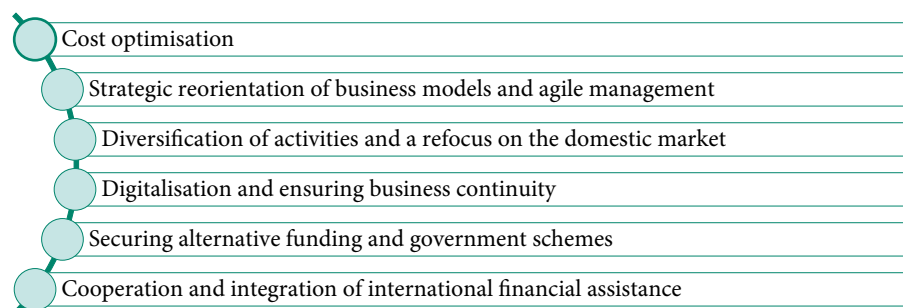 Cost optimisation
Strategic reorientation of business models and agile management
Diversification of activities and a refocus on the domestic market
Digitalisation and ensuring business continuity
Securing alternative funding and government schemes
Cooperation and integration of international financial assistance